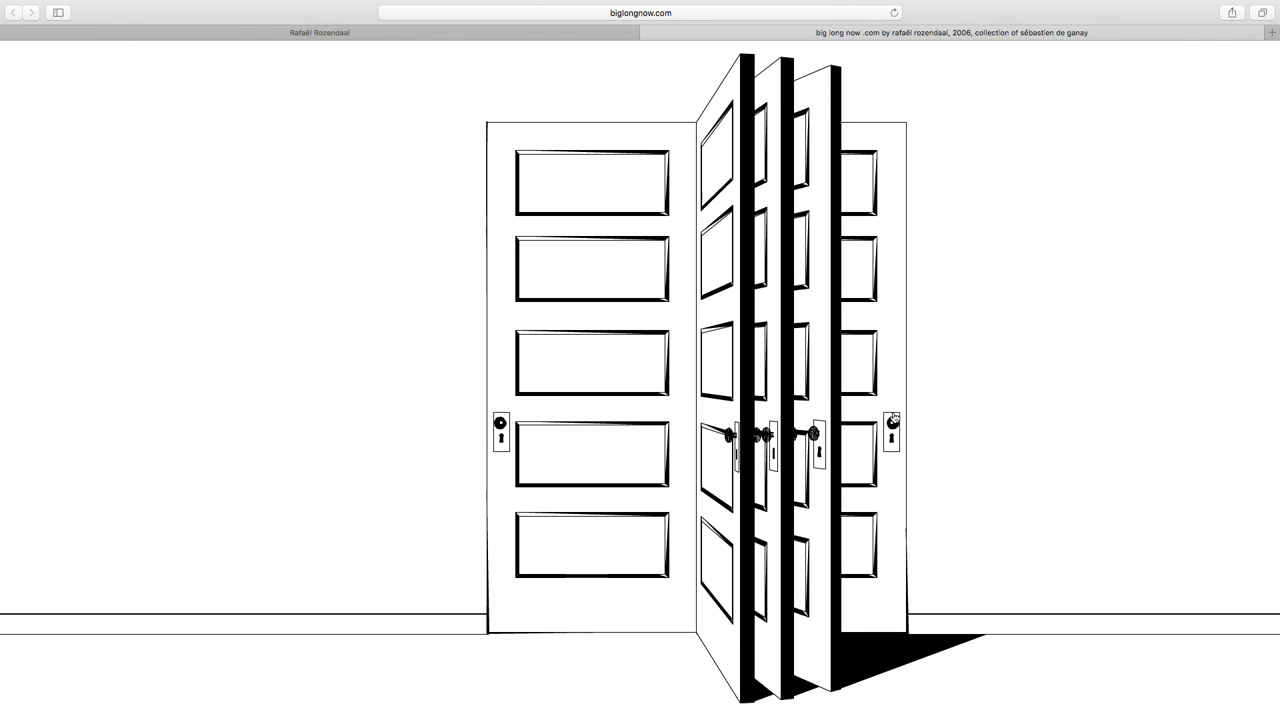 biglongnow.com
Rafaël Rozendaal
big long now .com by rafaël rozendaal, 2006, collection of sébastien de ganay